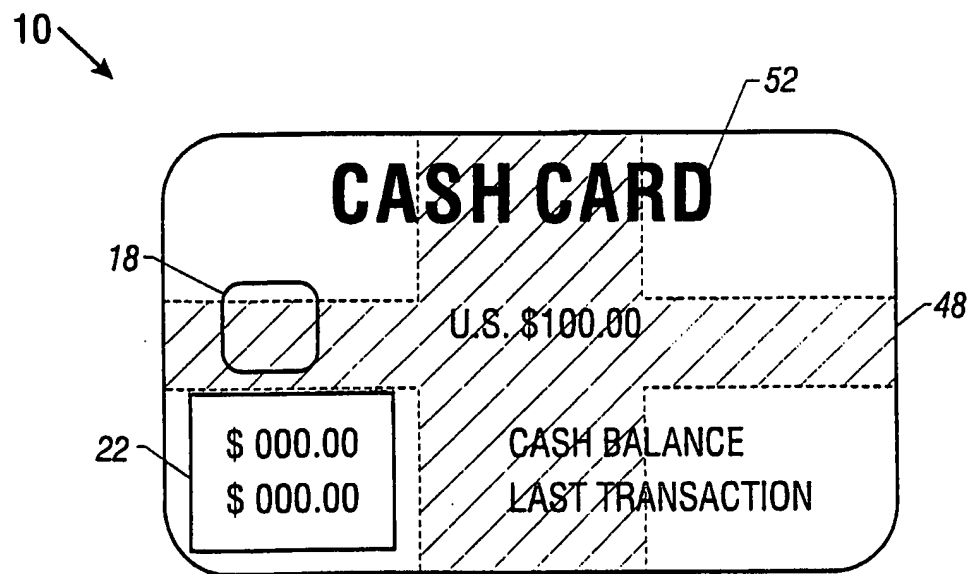 10
52
CASH CARD
18
U.S. $100.00
48
22
$ 000.00 CASH BALANCE
$ 000.00 LAST TRANSACTION